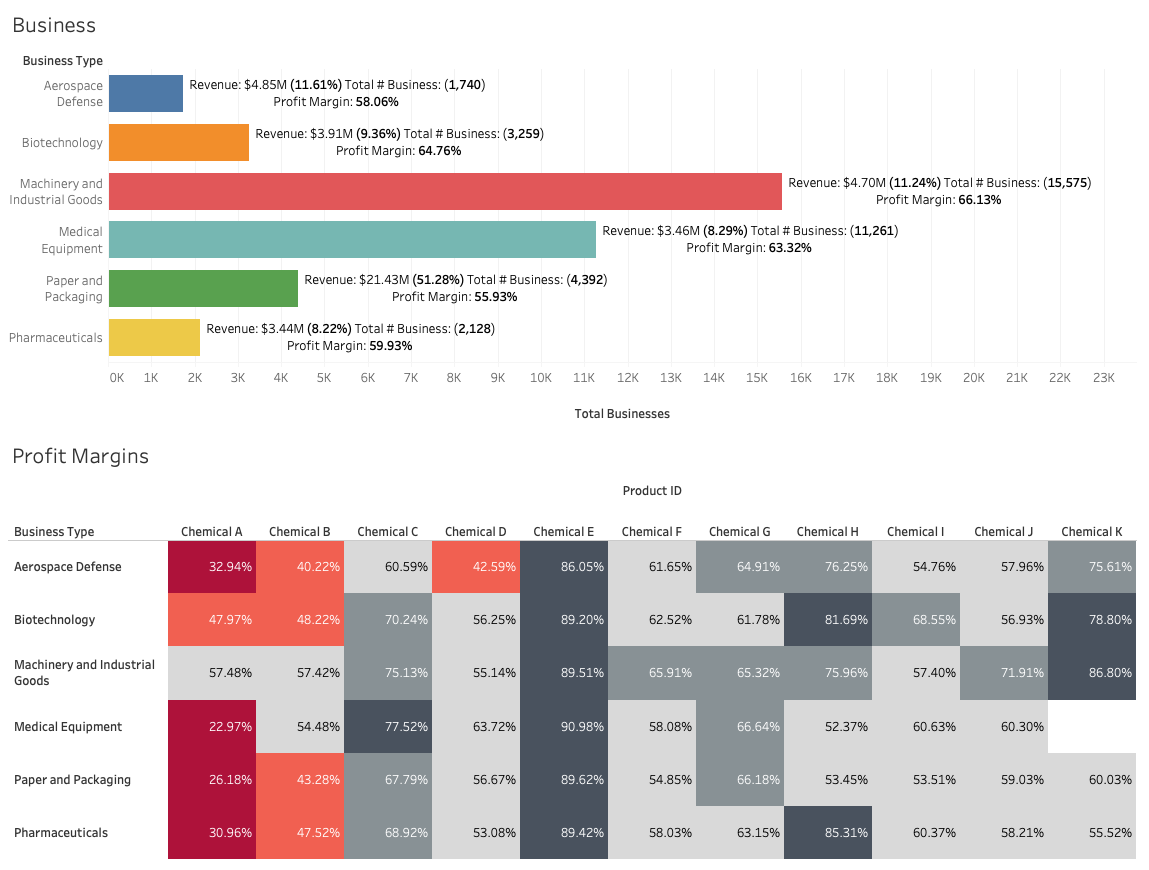 Business
Business Type
Aerospace
Defense
Revenue: $4.85M (11.61%) Total # Business: (1,740)
Profit Margin: 58.06%
Biotechnology
Revenue: $3.91M (9.36%) Total # Business: (3,259)
Profit Margin: 64.76%
Machinery and
Industrial Goods
Revenue: $4.70M (11.24%) Total # Business: (15,575)
Profit Margin: 66.13%
Medical
Equipment
Revenue: $3.46M (8.29%) Total # Business: (11,261)
Profit Margin: 63.32%
Paper and
Packaging
Revenue: $21.43M (51.28%) Total # Business: (4,392)
Profit Margin: 55.93%
Pharmaceuticals
Revenue: $3.44M (8.22%) Total # Business: (2,128)
Profit Margin: 59.93%
0K 1K 2K 3K 4K 5K 6K 7K 8K 9K 10K 11K 12K 13K 14K 15K 16K 17K 18K 19K 20K 21K 22K 23K
Total Businesses
Profit Margins
Product ID
Business Type Chemical A Chemical B Chemical C Chemical D Chemical E Chemical F Chemical G Chemical H Chemical I Chemical J Chemical K
Aerospace Defense 32.94% 40.22% 60.59% 42.59% 86.05% 61.65% 64.91% 76.25% 54.76% 57.96% 75.61%
Biotechnology 47.97% 48.22% 70.24% 56.25% 89.20% 62.52% 61.78% 81.69% 68.55% 56.93% 78.80%
Machinery and Industrial
Goods
57.48% 57.42% 75.13% 55.14% 89.51% 65.91% 65.32% 75.96% 57.40% 71.91% 86.80%
Medical Equipment 22.97% 54.48% 77.52% 63.72% 90.98% 58.08% 66.64% 52.37% 60.63% 60.30%
Paper and Packaging 26.18% 43.28% 67.79% 56.67% 89.62% 54.85% 66.18% 53.45% 53.51% 59.03% 60.03%
Pharmaceuticals 30.96% 47.52% 68.92% 53.08% 89.42% 58.03% 63.15% 85.31% 60.37% 58.21% 55.52%